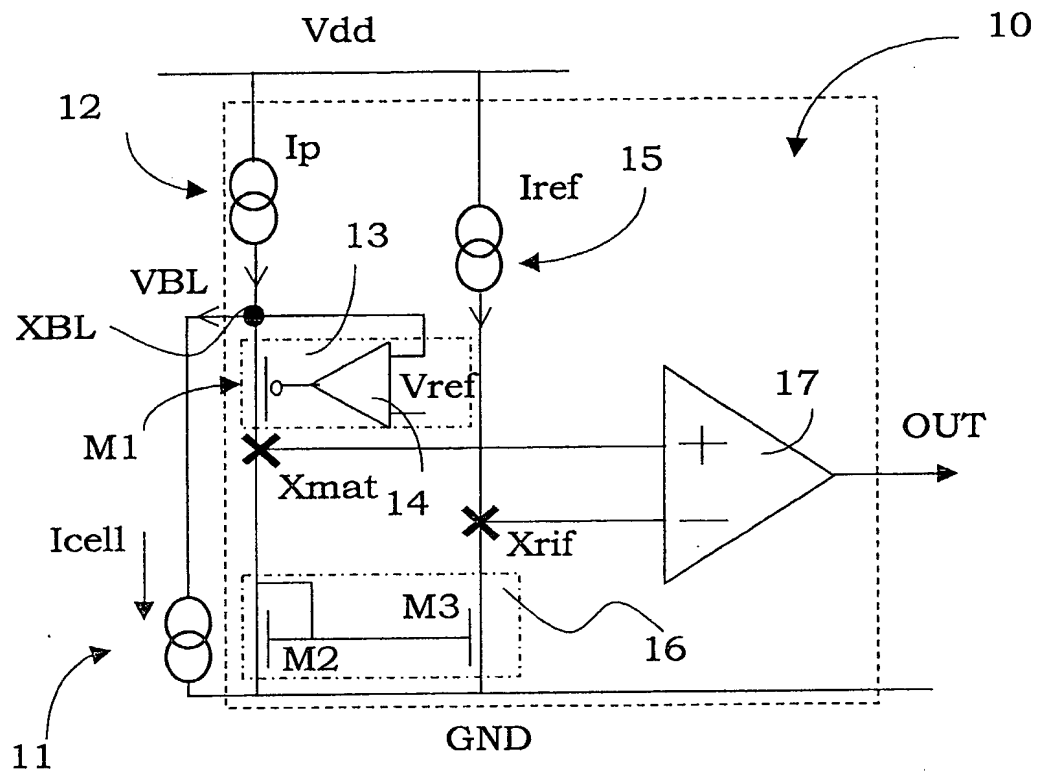 Vdd
10
12
Ip
15
Iref
13
VBL
XBL
Vref
17
M1
OUT
Xmat
14
Icell
Xrif
M3
M2
16
11
GND